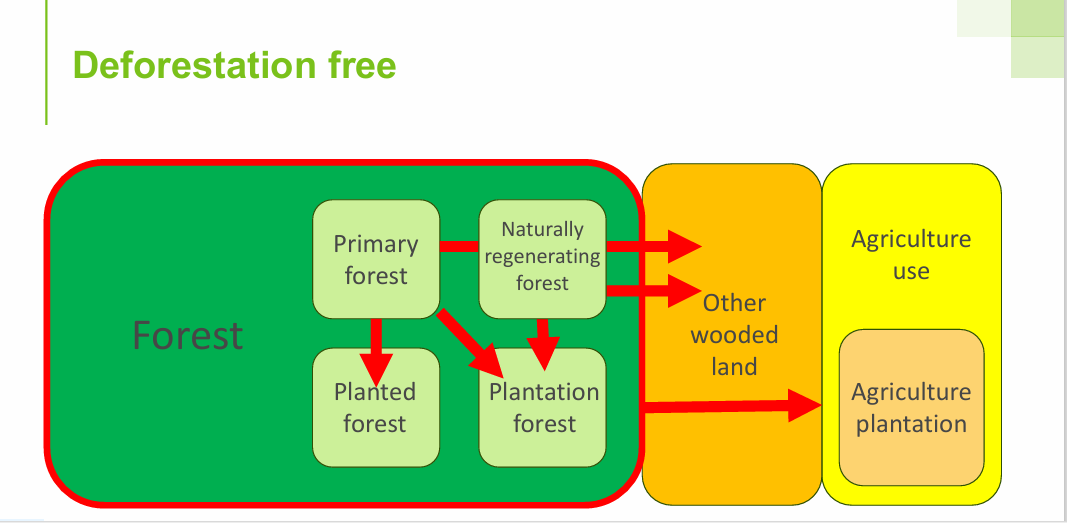 Deforestation free
Forest
Primary
forest
Naturally
regenerating
forest
Planted
forest
Plantation
forest
Other
wooded
land
Agriculture
use
Agriculture
plantation